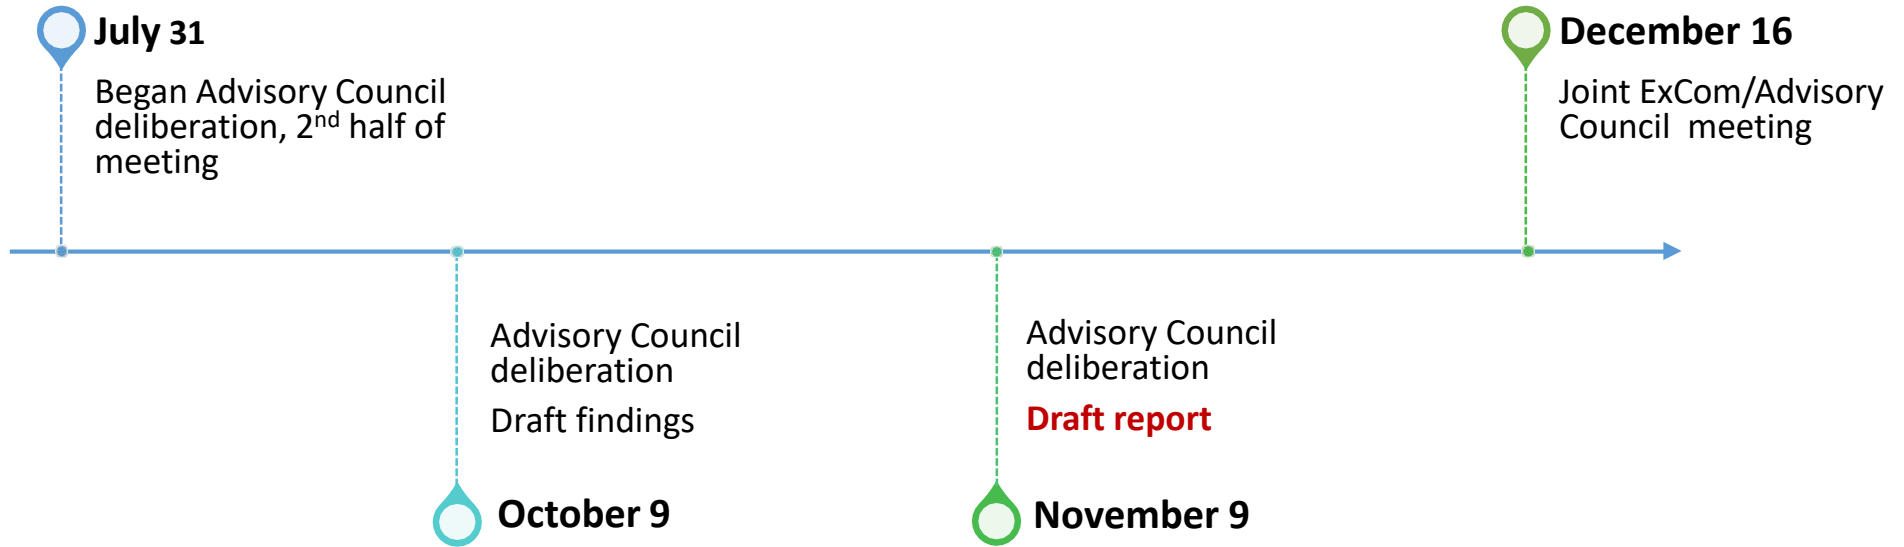 July 31
Began Advisory Council
deliberation, 2nd half of
meeting
Advisory Council
deliberation
Draft findings
October 9
Advisory Council
deliberation
Draft report
November 9
December 16
Joint ExCom/Advisory
Council  meeting